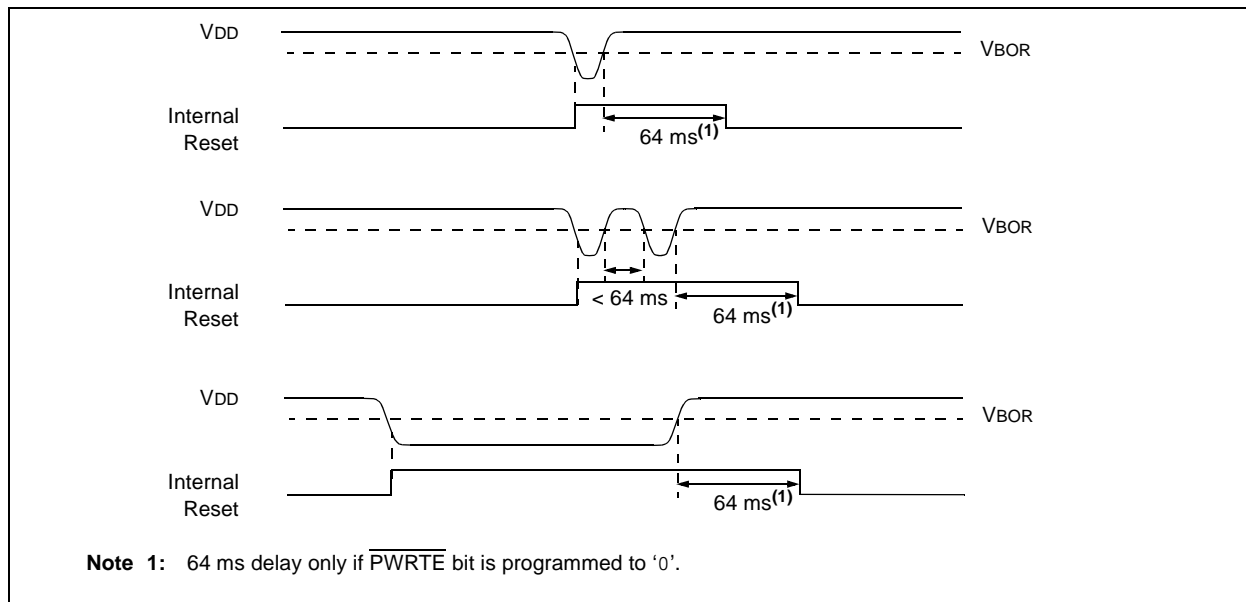 VDD
VBOR
Internal
Reset
64 ms(1)
VDD
VBOR
Internal
Reset
< 64 ms
64 ms(1)
VDD
VBOR
Internal
Reset
64 ms(1)
Note 1: 64 ms delay only if PWRTE bit is programmed to ‘0’.